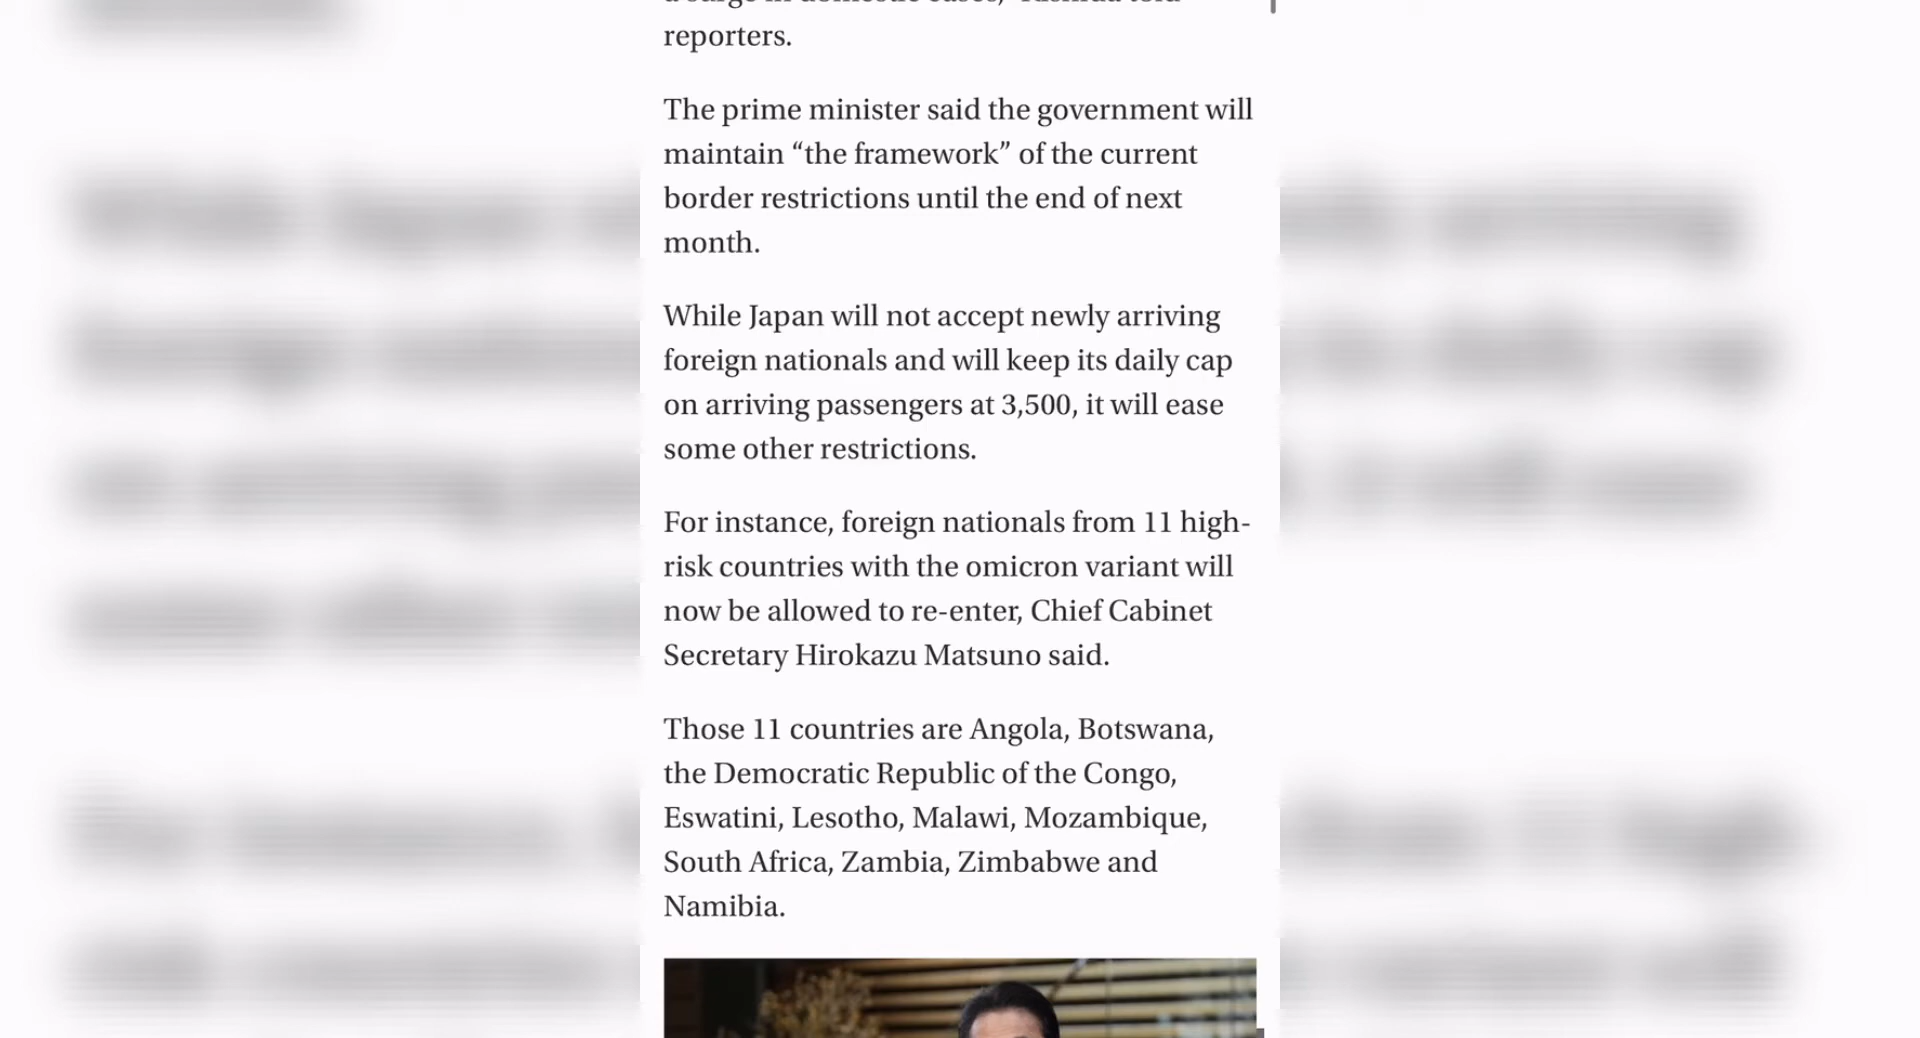 reporters.
The prime minister said the government will
maintain “the framework” of the current
border restrictions until the end of next
month.
While Japan will not accept newly arriving
foreign nationals and will keep its daily cap
on arriving passengers at 3,500, it will ease
some other restrictions.
For instance, foreign nationals from 11 high-
risk countries with the omicron variant will
now be allowed to re-enter, Chief Cabinet
Secretary Hirokazu Matsuno said.
Those 11 countries are Angola, Botswana,
the Democratic Republic of the Congo,
Eswatini, Lesotho, Malawi, Mozambique,
South Africa, Zambia, Zimbabwe and
Namibia.